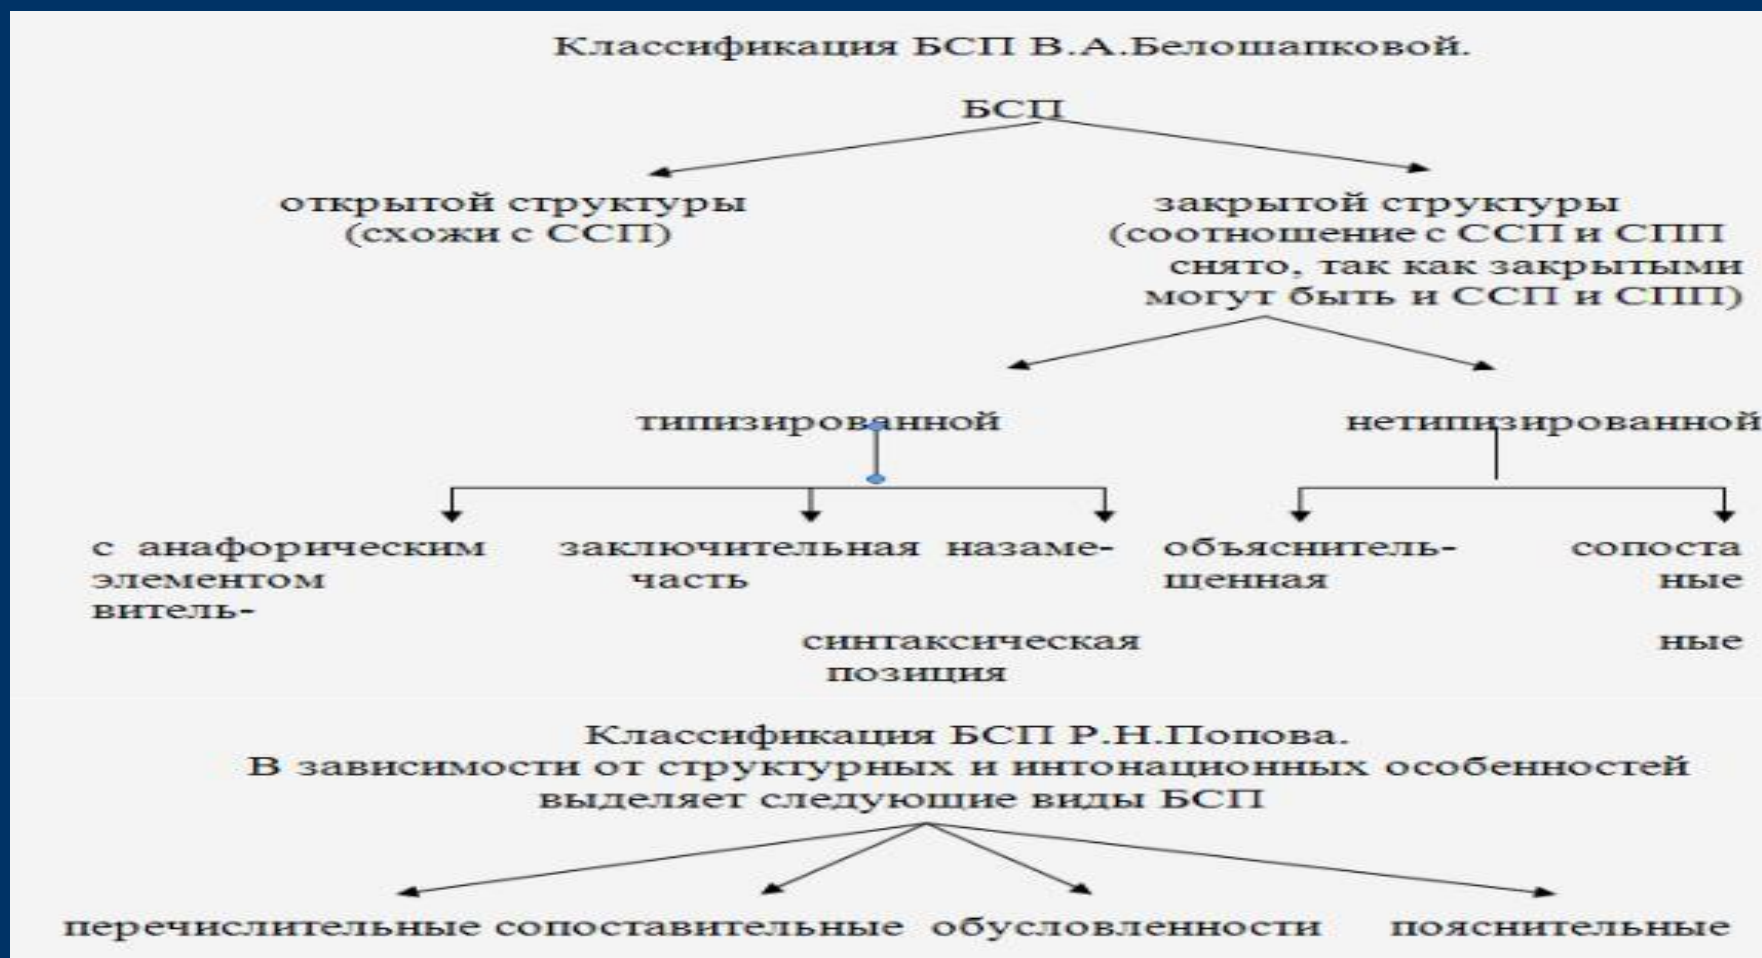 Классификация БСП В.А.Белошапковой.
БСП
открытой структуры закрытой структуры
(схожи с ССП) (соотношение с ССП и СПП
снято, так как закрытыми
могут быть и ССП и СПП)
типизированной нетипизированной
с анафорическим заключительная назаме- объяснитель- сопоста
элементом часть щенная ные
витель-
синтаксическая ные
позиция
Классификация БСП Р.Н.Попова.
В зависимости от структурных и интонационных особенностей
выделяет следующие виды БСП
перечислительные сопоставительные обусловленности пояснительные